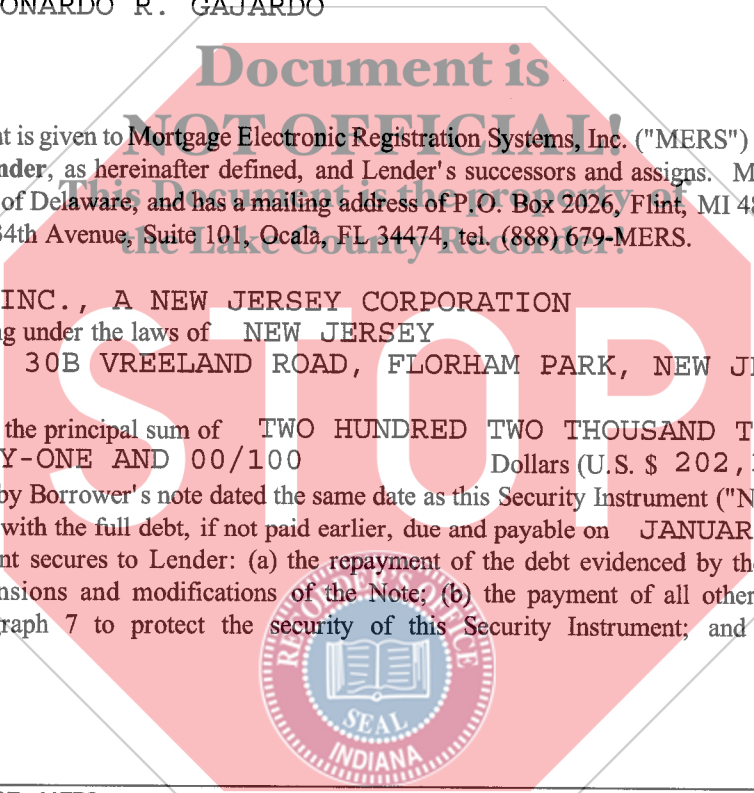 ONARDO R. GAJARDO
Document is
NOT OFFICIAL!
nt is given to Mortgage Electronic Registration Systems, Inc. ("MERS")
nder, as hereinafter defined, and Lender's successors and assigns. M
This Document is the property of
of Delaware, and has a mailing address of P.O. Box 2026, Flint, MI 48
the Lake County Recorder!
34th Avenue, Suite 101, Ocala, FL 34474, tel. (888) 679-MERS.
INC., A NEW JERSEY CORPORATION
ng under the laws of NEW JERSEY
30B VREELAND ROAD, FLORHAM PARK, NEW JE
STOP
the principal sum of TWO HUNDRED TWO THOUSAND T
Y-ONE AND 00/100 Dollars (U.S. $ 202,
by Borrower's note dated the same date as this Security Instrument ("N
with the full debt, if not paid earlier, due and payable on JANUAR
nt secures to Lender: (a) the repayment of the debt evidenced by the
nsions and modifications of the Note; (b) the payment of all other
graph 7 to protect the security of this Security Instrument; and
RECORDER'S OFFICE
SEAL
INDIANA